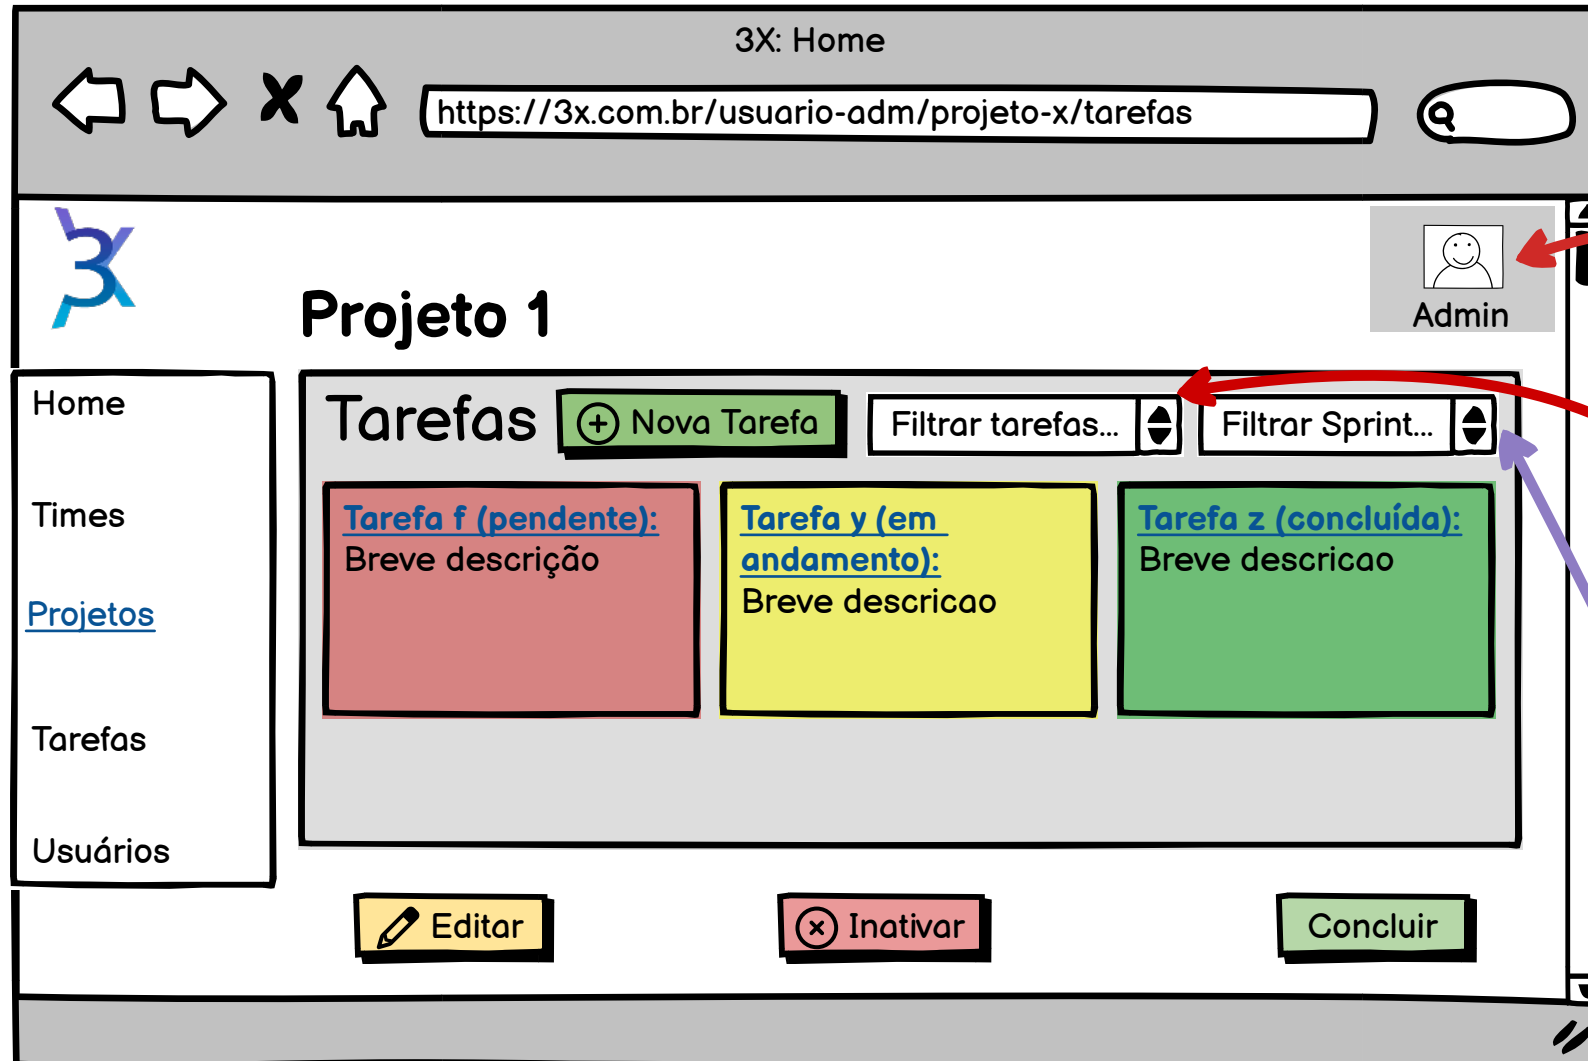 3X: Home
https://3x.com.br/usuario-adm/projeto-x/tarefas
3X
Admin
Projeto 1
Home
Times
Projetos
Tarefas
Usuários
Tarefas
Nova Tarefa
Filtrar tarefas...
Filtrar Sprint...
Tarefa f (pendente):
Breve descrição
Tarefa y (em
andamento):
Breve descricao
Tarefa z (concluída):
Breve descricao
Editar
Inativar
Concluir